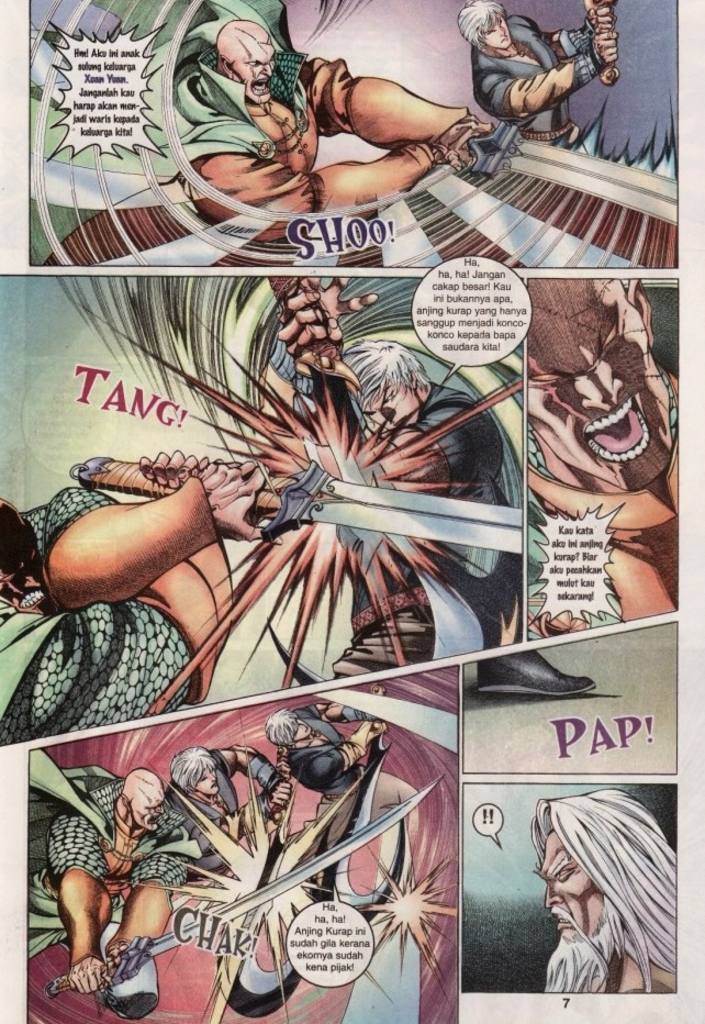 Hm! Aku ini anak
sulung keluarga
Xuan Yuan.
Janganlah kau
harap akan men-
jadi waris kepada
keluarga kita!
SHOO!
Ha,
ha, ha! Jangan
cakap besar! Kau
ini bukannya apa,
anjing kurap yang hanya
sanggup menjadi konco-
konco kepada bapa
saudara kita!
TANG!
Kau kata
aku ini anjing
kurap? Biar
aku pecahkan
mulut kau
sekarang!
PAP!
CHAK!
Ha,
ha, ha!
Anjing Kurap ini
sudah gila kerana
ekornya sudah
kena pijak!
!!
7